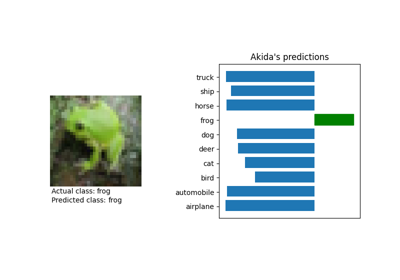 Akida's predictions
truck
ship
horse
frog
dog
deer
cat
bird
automobile
airplane
Actual class: frog
Predicted class: frog